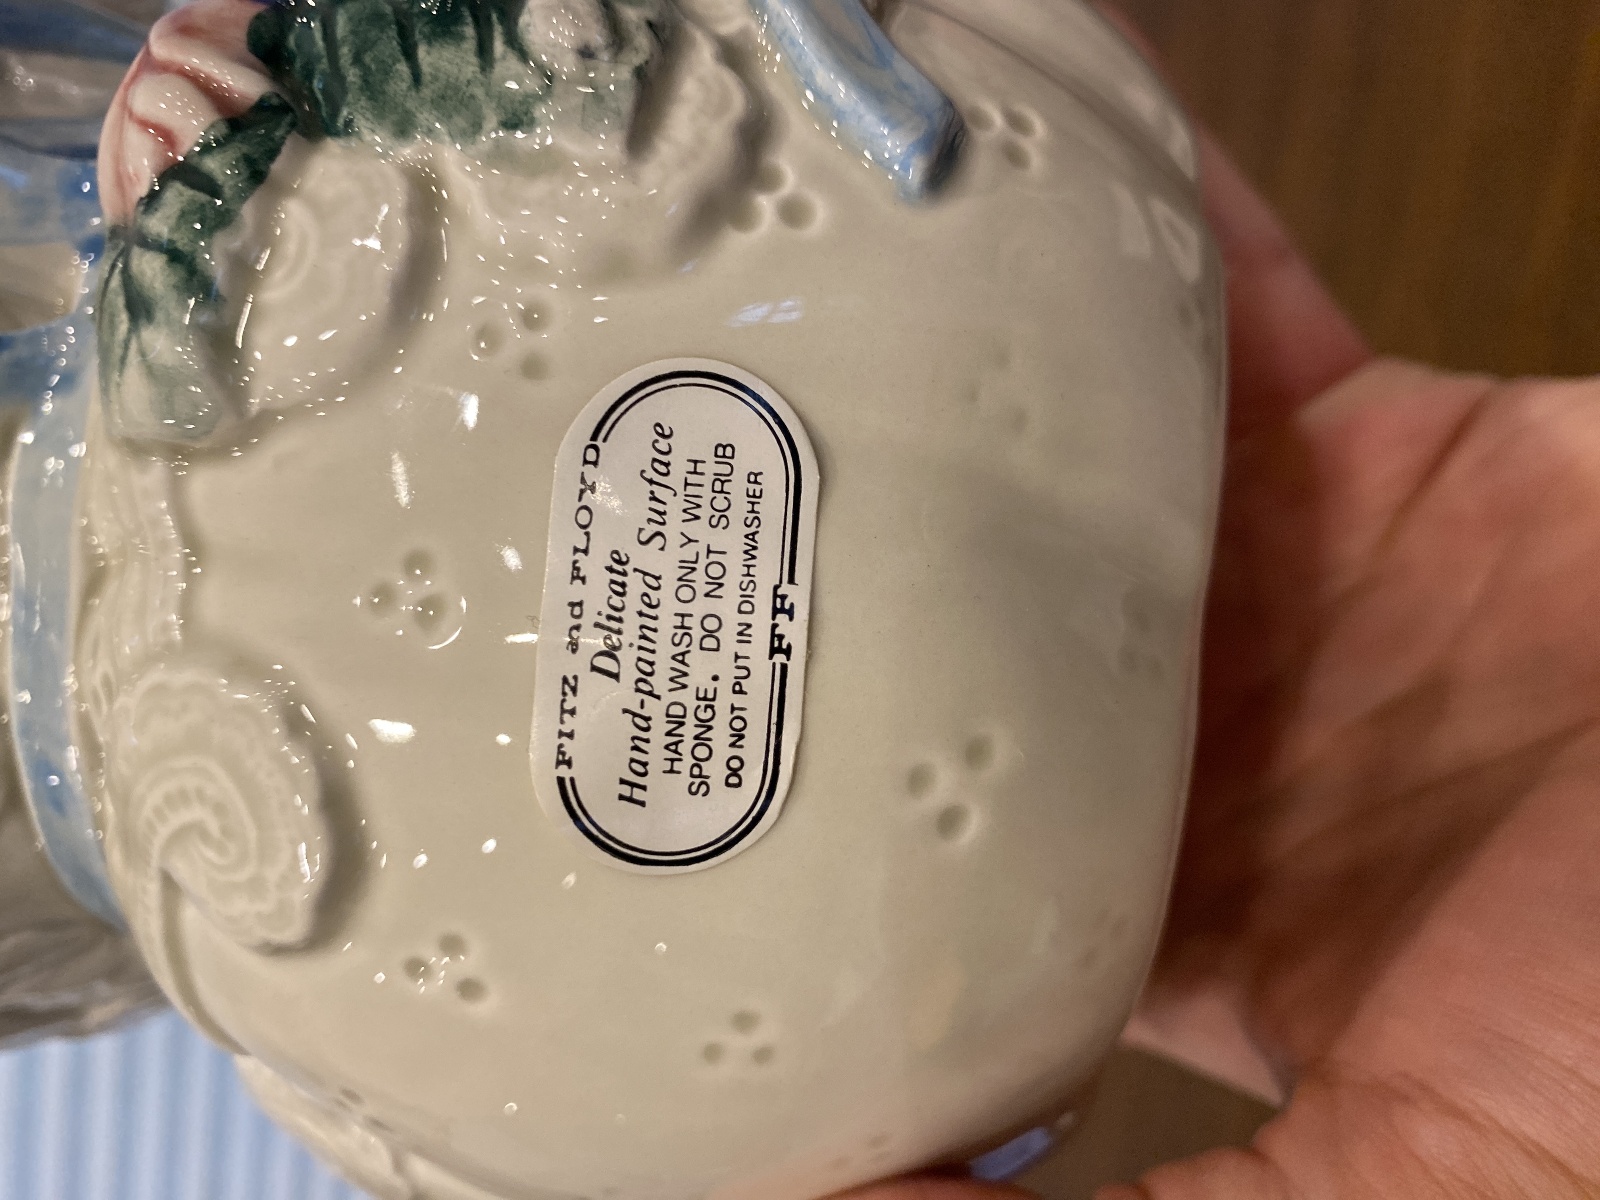 FITZ and FLOYD
Delicate
Hand-painted Surface
HAND WASH ONLY WITH
SPONGE. DO NOT SCRUB
DO NOT PUT IN DISHWASHER
FF